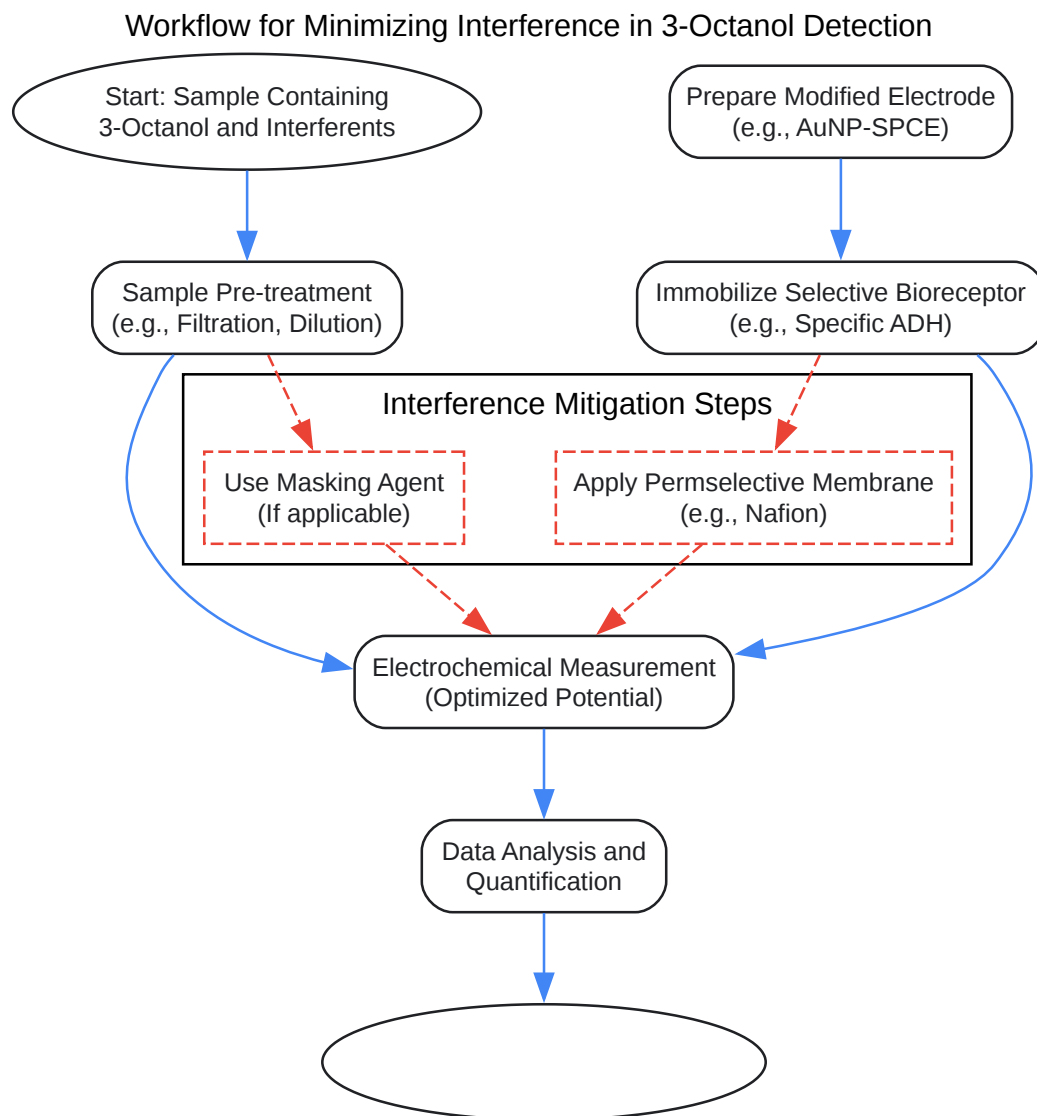 Workflow for Minimizing Interference in 3-Octanol Detection
Start: Sample Containing
3-Octanol and Interferents
Prepare Modified Electrode
(e.g., AuNP-SPCE)
Sample Pre-treatment
(e.g., Filtration, Dilution)
Immobilize Selective Bioreceptor
(e.g., Specific ADH)
Interference Mitigation Steps
Use Masking Agent
(If applicable)
Apply Permselective Membrane
(e.g., Nafion)
Electrochemical Measurement
(Optimized Potential)
Data Analysis and
Quantification